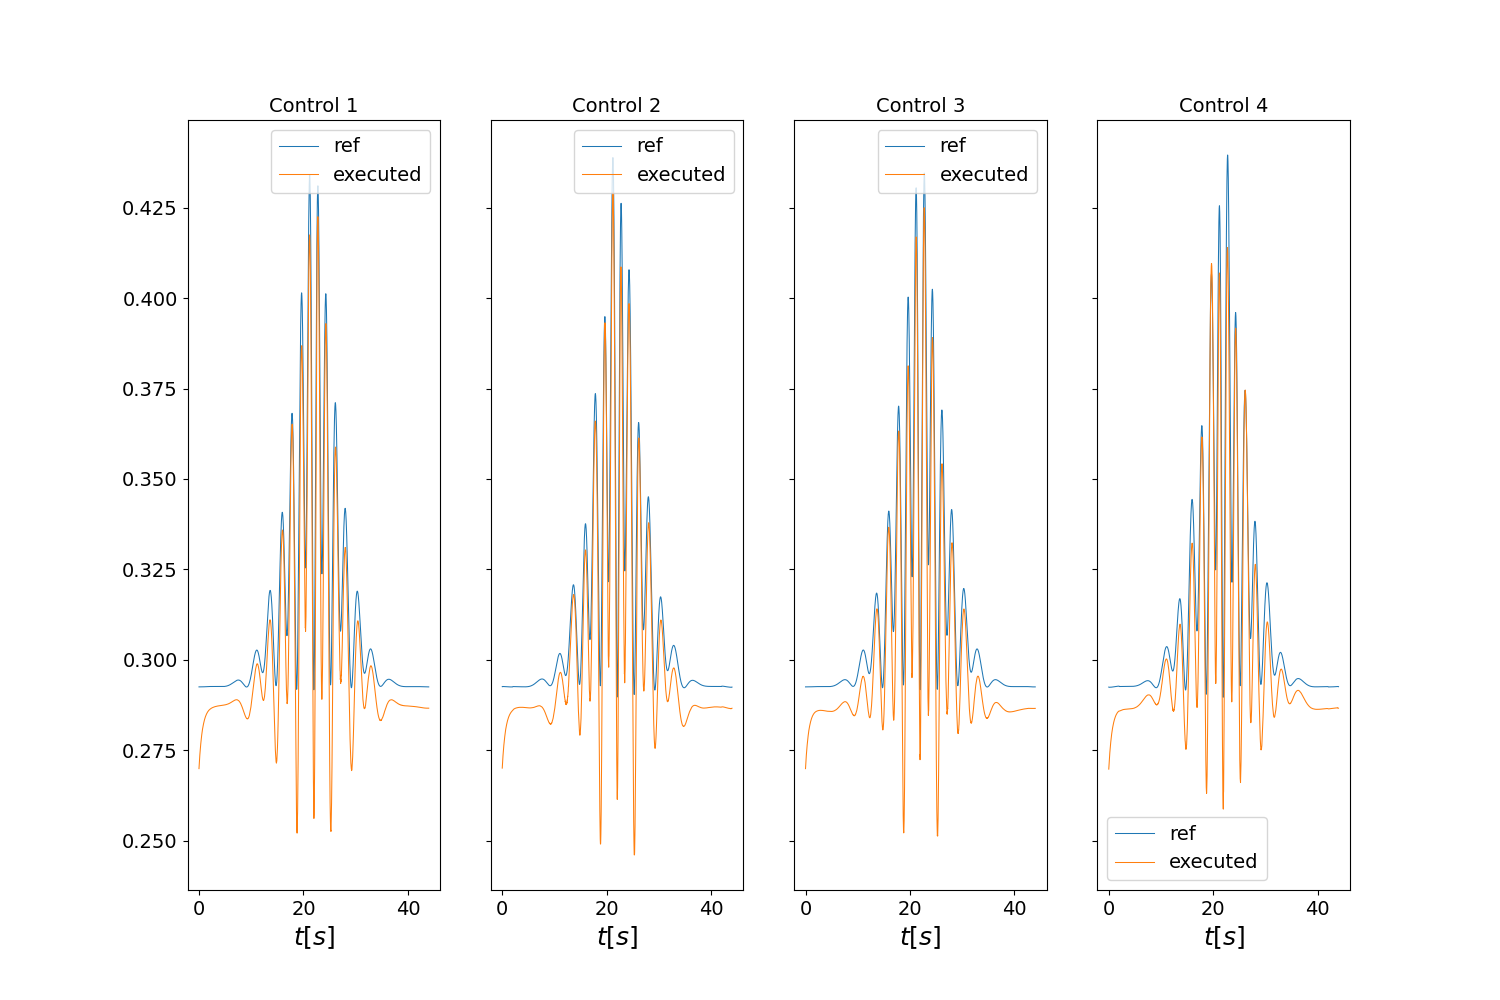 Control 1
Control 2
Control 3
Control 4
ref
executed
ref
executed
ref
executed
0.425
0.400
0.375
0.350
0.325
0.300
0.275
0.250
ref
executed
0 20 40
0 20 40
0 20 40
0 20 40
t[s]
t[s]
t[s]
t[s]